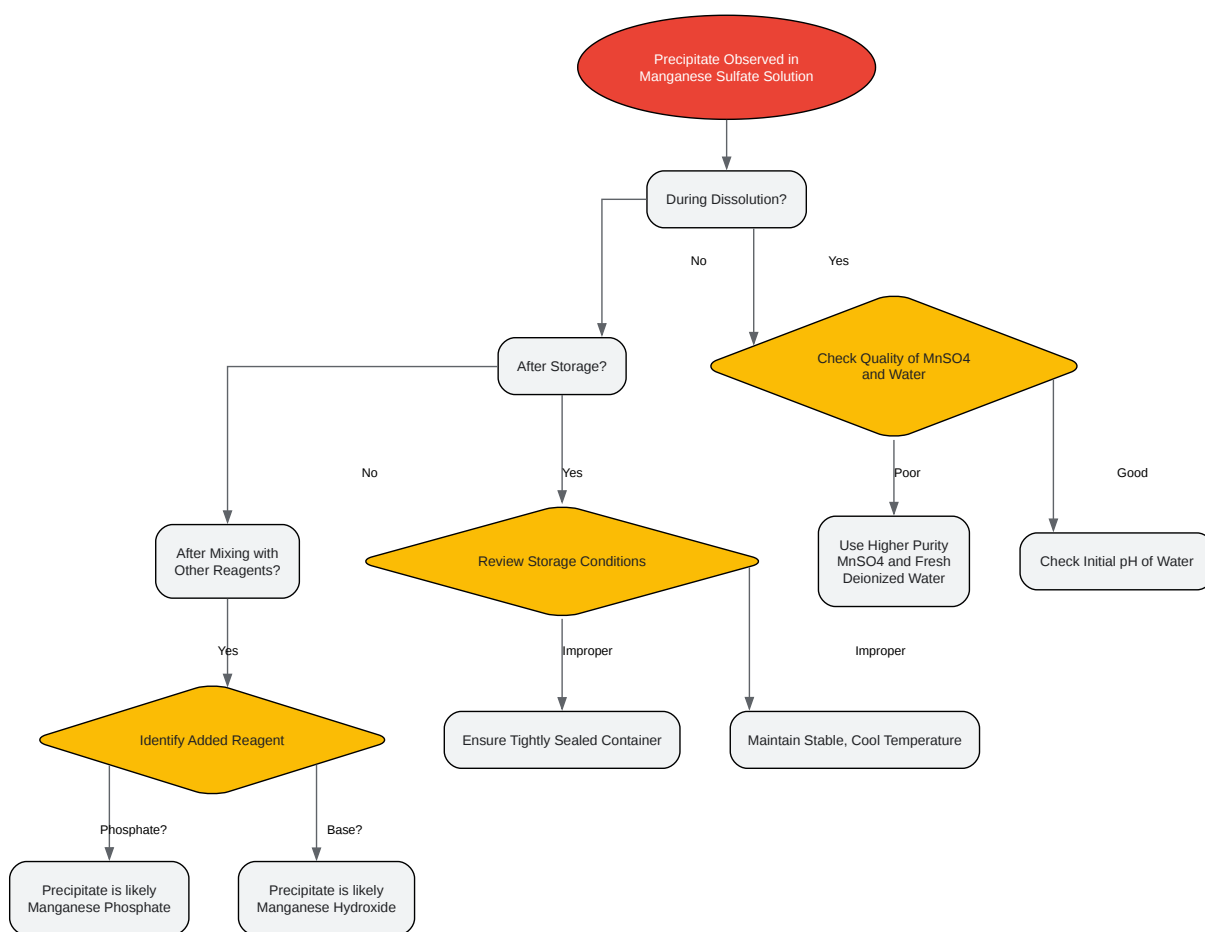 Precipitate Observed in
Manganese Sulfate Solution
During Dissolution?
No
Yes
After Storage?
Check Quality of MnSO4
and Water
No
Yes
Poor
Good
After Mixing with
Other Reagents?
Review Storage Conditions
Use Higher Purity
MnSO4 and Fresh
Deionized Water
Check Initial pH of Water
Yes
Improper
Improper
Identify Added Reagent
Ensure Tightly Sealed Container
Maintain Stable, Cool Temperature
Phosphate?
Base?
Precipitate is likely
Manganese Phosphate
Precipitate is likely
Manganese Hydroxide